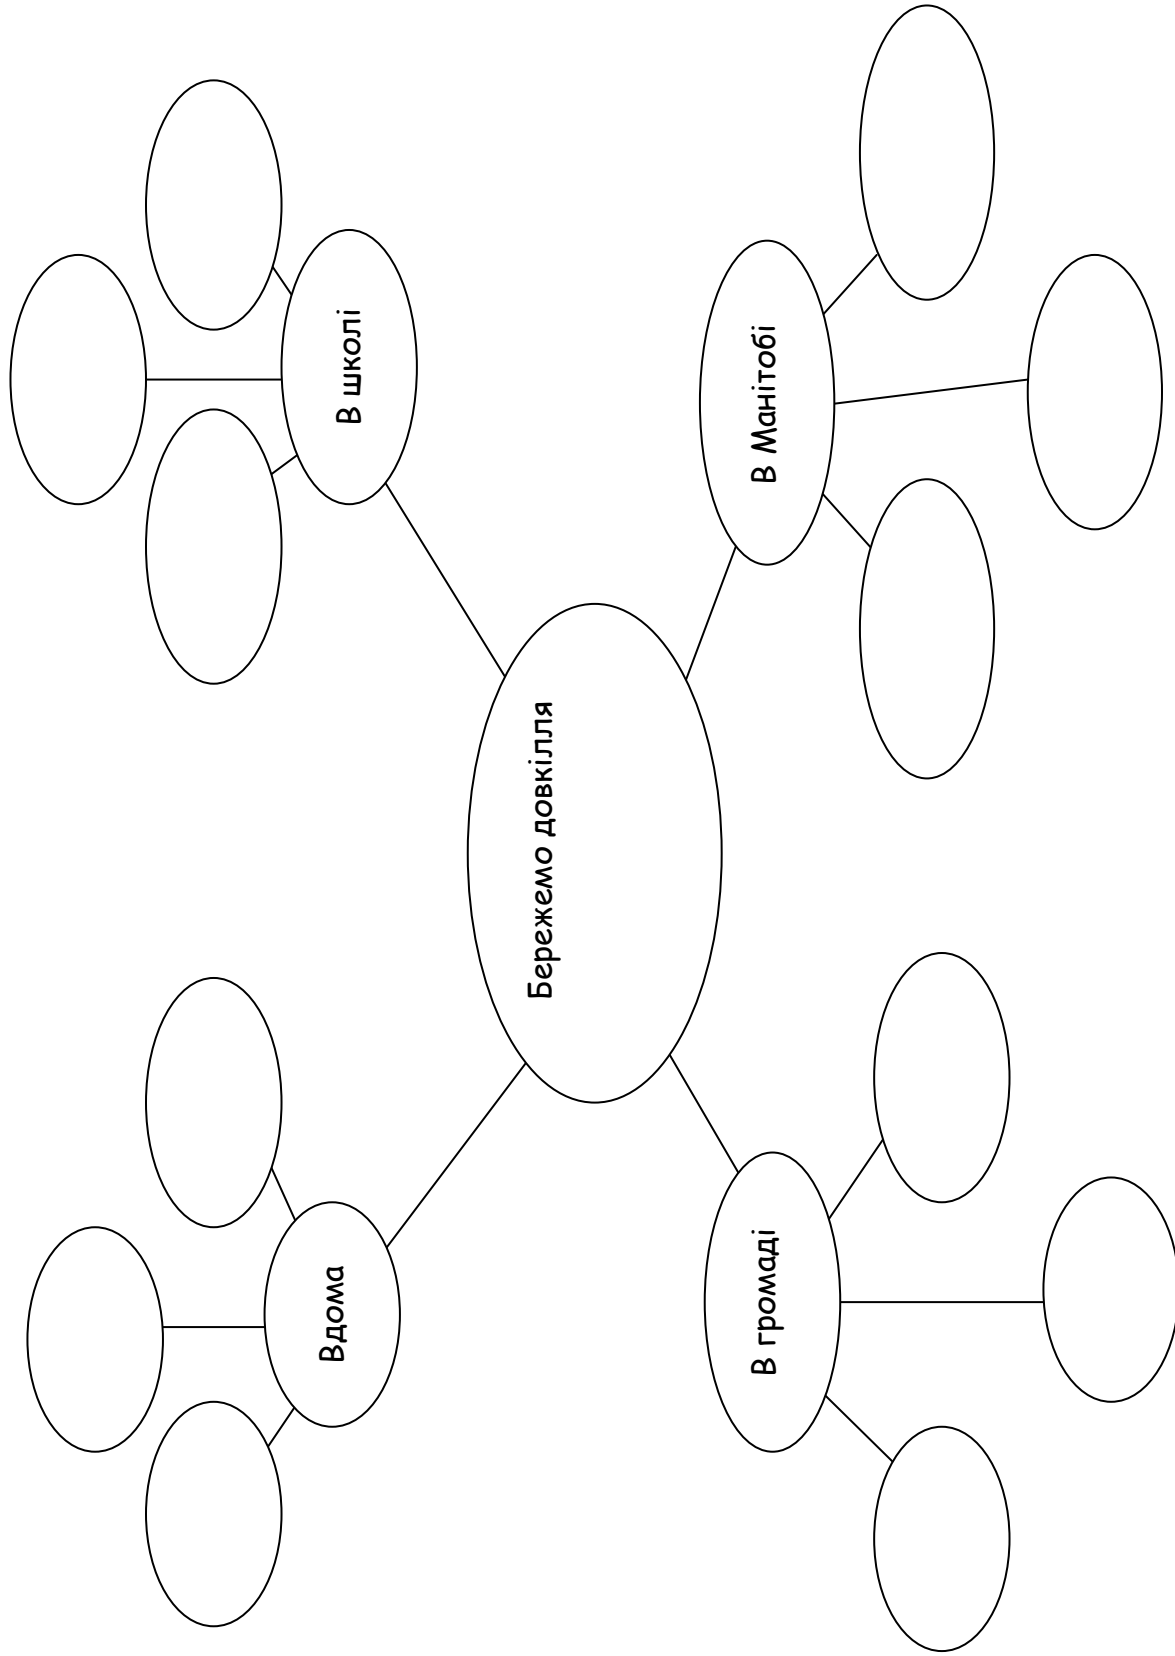 Вдома
В школі
Бережемо довкілля
В громаді
В Манітобі